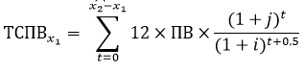 ТСПВ_{x_1} = \sum_{t=0}^{x_2-x_1} 12 × ПВ × \frac{(1+j)^t}{(1+i)^{t+0,5}}